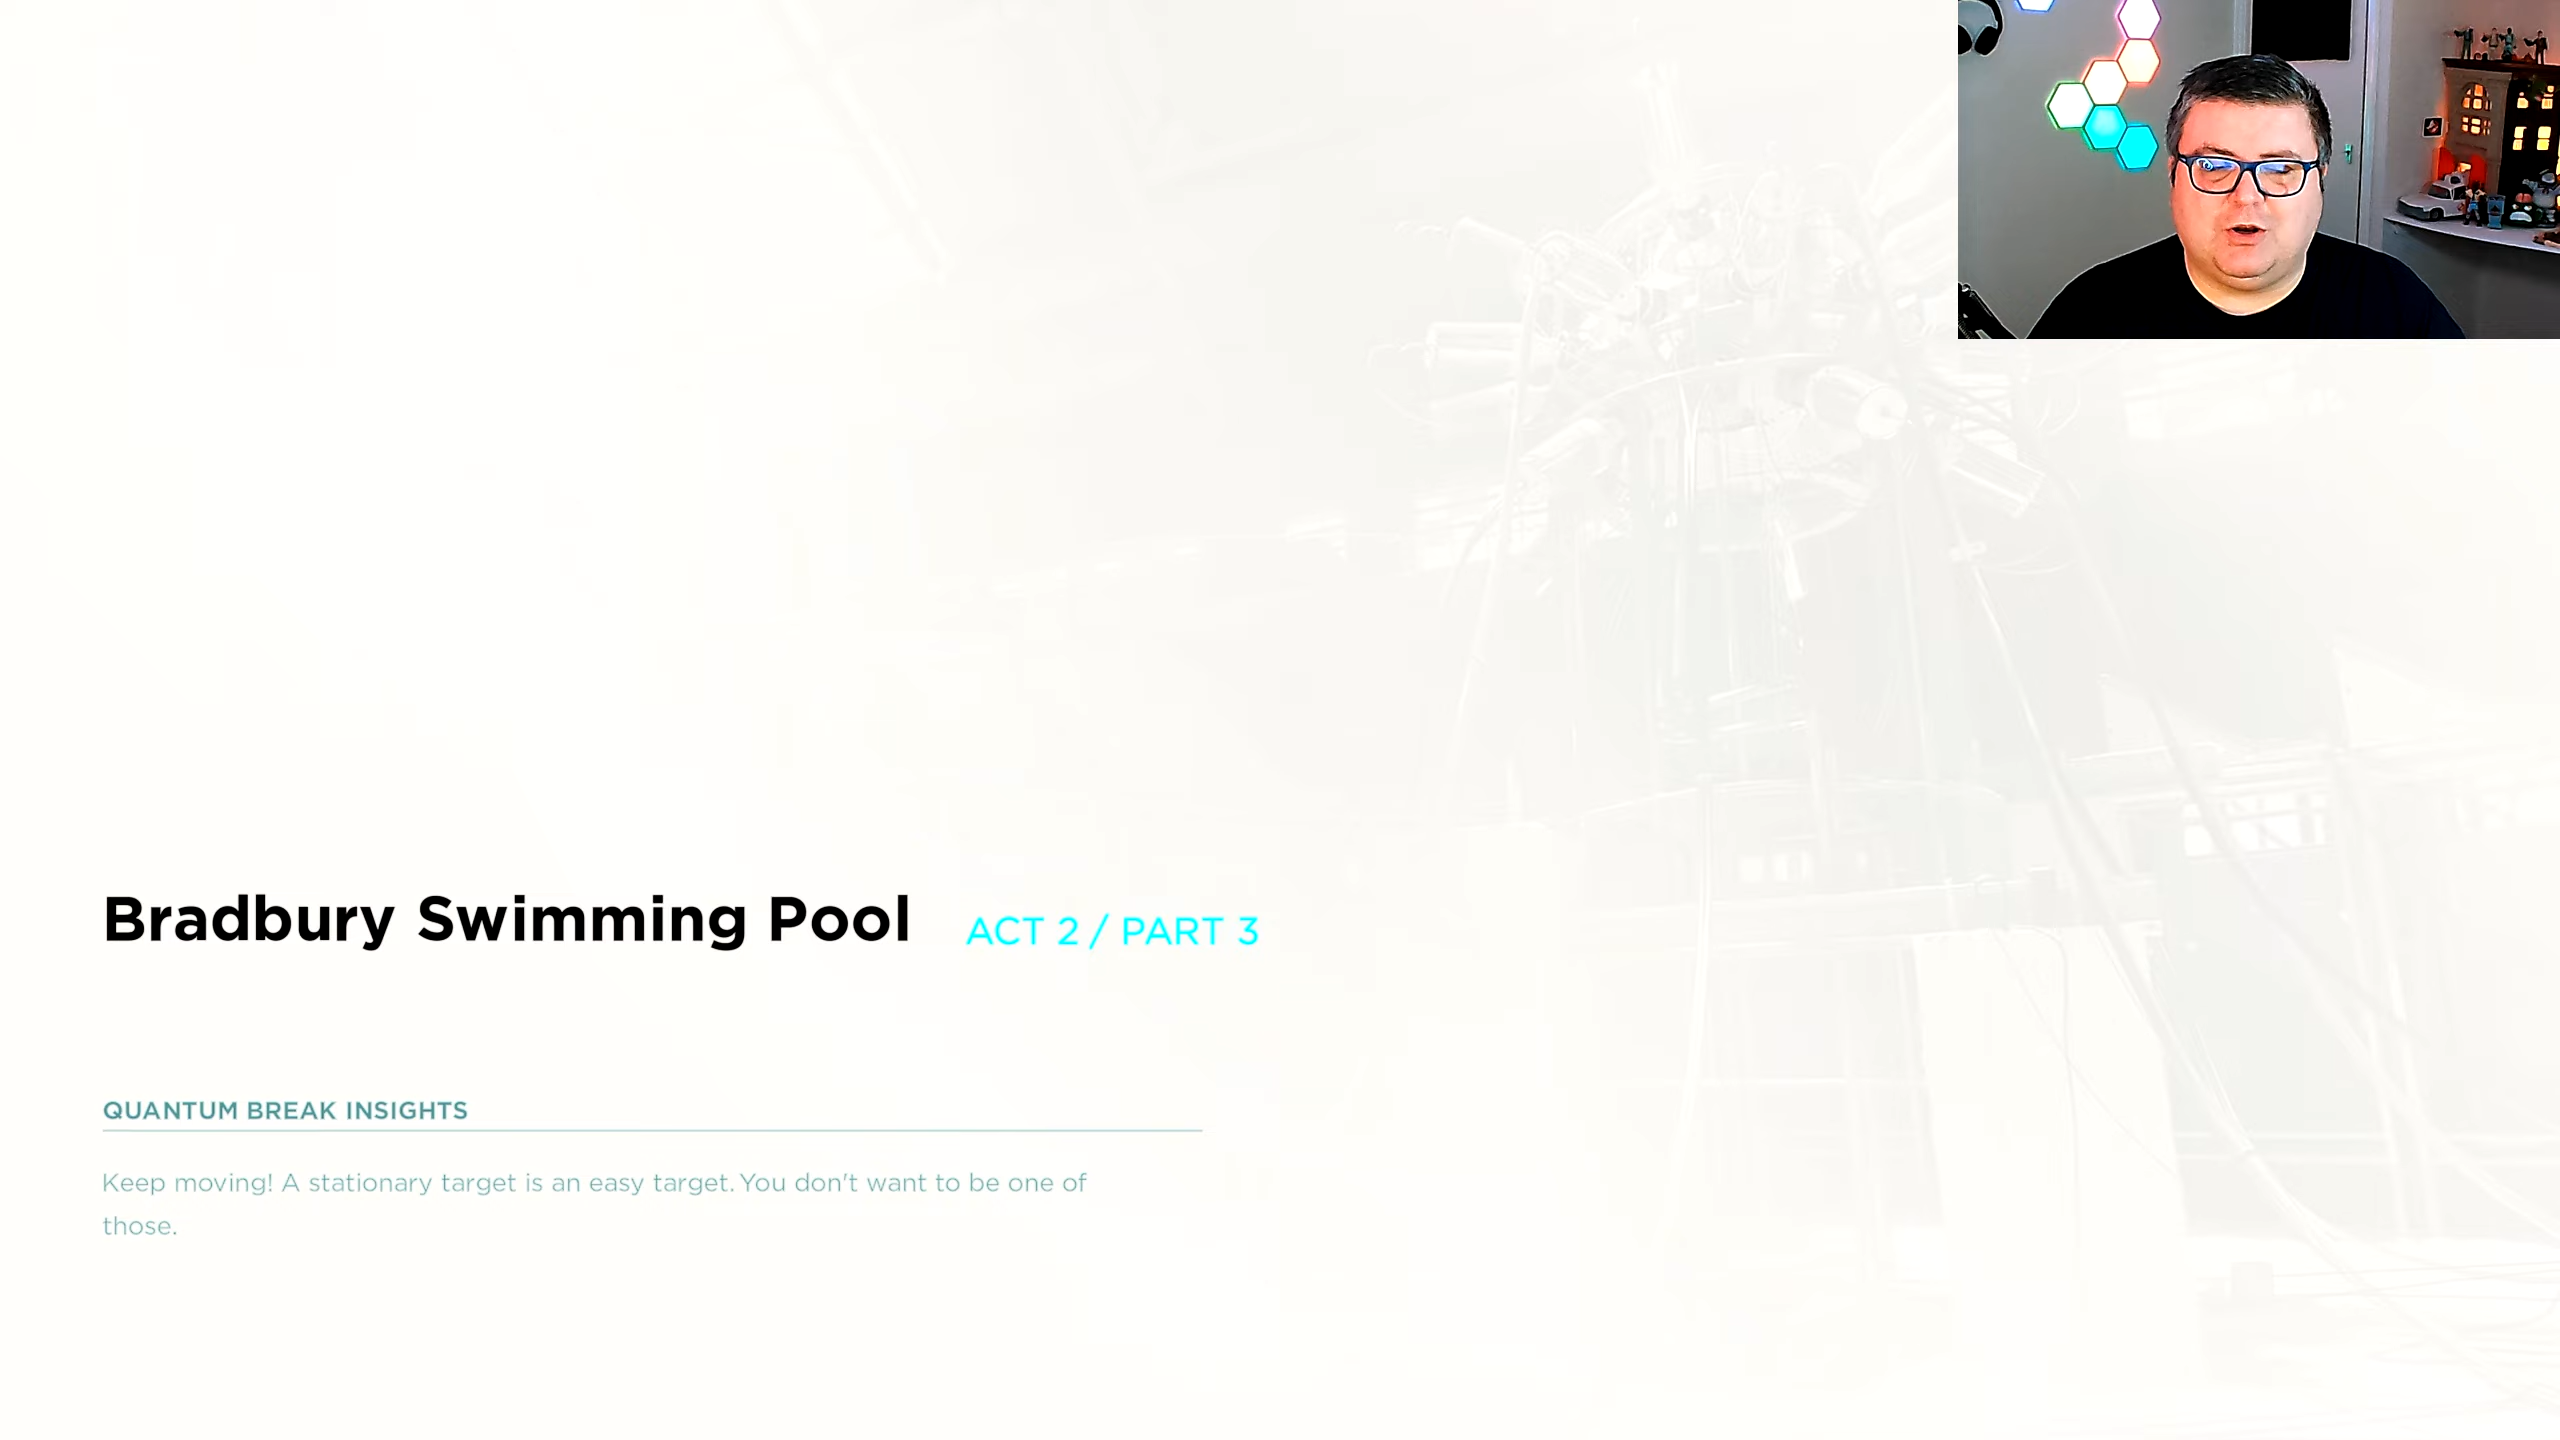 Bradbury Swimming Pool ACT 2 / PART 3
QUANTUM BREAK INSIGHTS
Keep moving! A stationary target is an easy target. You don't want to be one of
those.